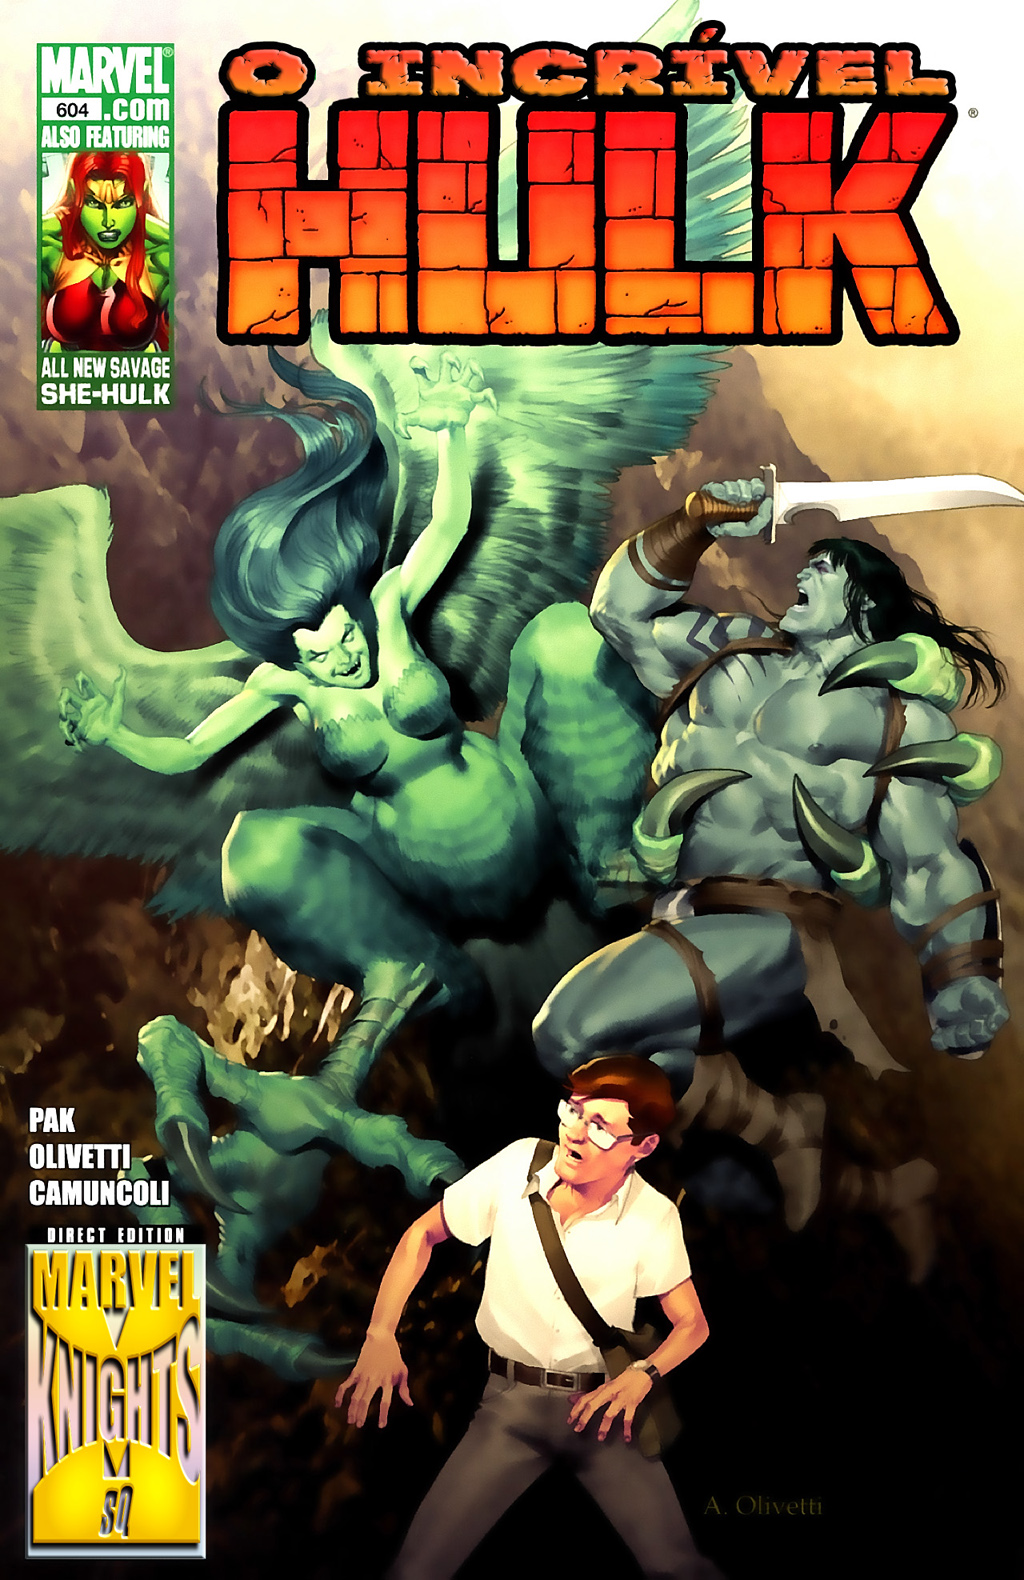 MARVEL®
604 .com
ALSO FEATURING
ALL NEW SAVAGE
SHE-HULK
O INCRÍVEL
HULK®
PAK
OLIVETTI
CAMUNCOLI
DIRECT EDITION
MARVEL
KNIGHTS
M
SQ
A. Olivetti